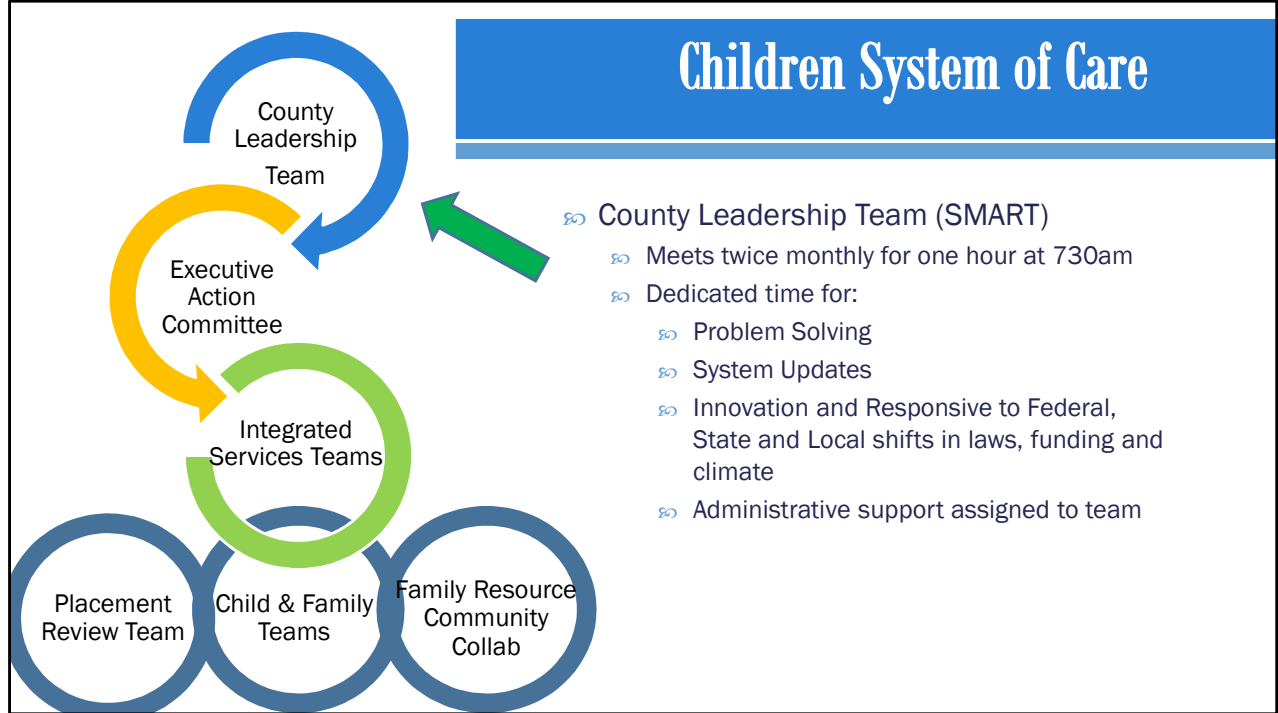 Children System of Care
County
Leadership
Team
Executive
Action
Committee
Integrated
Services Teams
Placement
Review Team
Child & Family
Teams
Family Resource
Community
Collab
County Leadership Team (SMART)
Meets twice monthly for one hour at 730am
Dedicated time for:
Problem Solving
System Updates
Innovation and Responsive to Federal,
State and Local shifts in laws, funding and
climate
Administrative support assigned to team